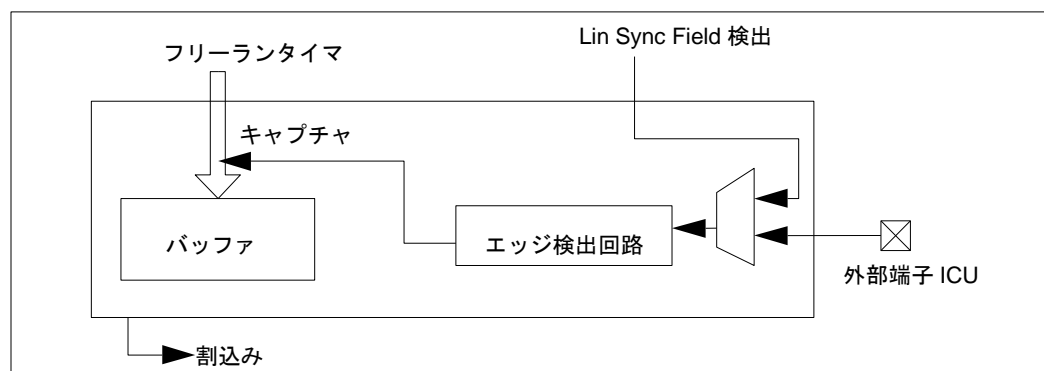 Lin Sync Field 検出
フリーランタイマ
キャプチャ
バッファ
エッジ検出回路
外部端子 ICU
割込み